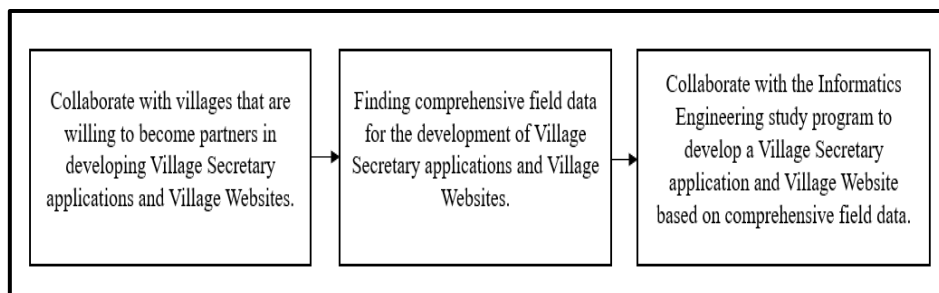 Collaborate with villages that are
willing to become partners in
developing Village Secretary
applications and Village Websites.
Finding comprehensive field data
for the development of Village
Secretary applications and Village
Websites.
Collaborate with the Informatics
Engineering study program to
develop a Village Secretary
application and Village Website
based on comprehensive field data.